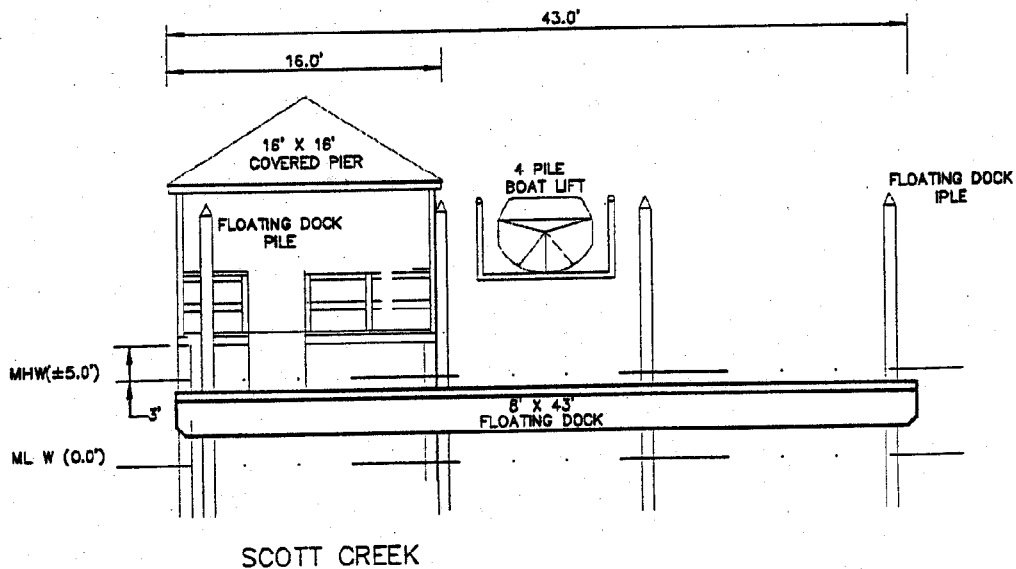 43.0'
16.0'
16' X 16'
COVERED PIER
4 PILE
BOAT LIFT
FLOATING DOCK
IPLE
FLOATING DOCK
PILE
MHW(±5.0')
3'
8' X 43'
FLOATING DOCK
ML W (0.0')
SCOTT CREEK